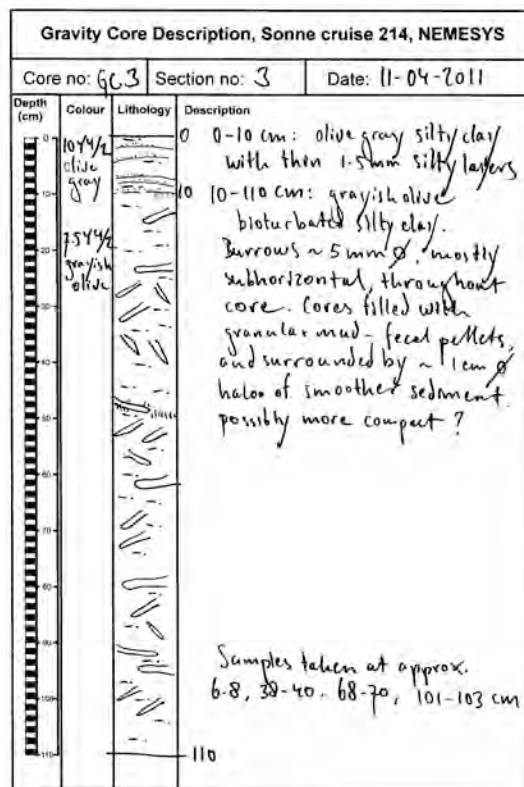 Gravity Core Description, Sonne cruise 214, NEMESYS
Core no: GC3 Section no: 3 Date: 11-04-2011
Depth (cm) Colour Lithology Description
0
10
20
30
40
50
60
70
80
90
100
110
10Y4/2
olive
gray
7.5Y4/2
grayish
olive
0
10
110
0-10 cm: olive gray silty clay
with thin 1-5mm silty layers
10-110 cm: grayish olive
bioturbated silty clay.
Burrows ~5mm Ø, mostly
subhorizontal, throughout
core. Cores filled with
granular mud - fecal pellets,
and surrounded by ~1cm Ø
halos of smoother sediment
possibly more compact?
Samples taken at approx.
6-8, 38-40, 68-70, 101-103 cm